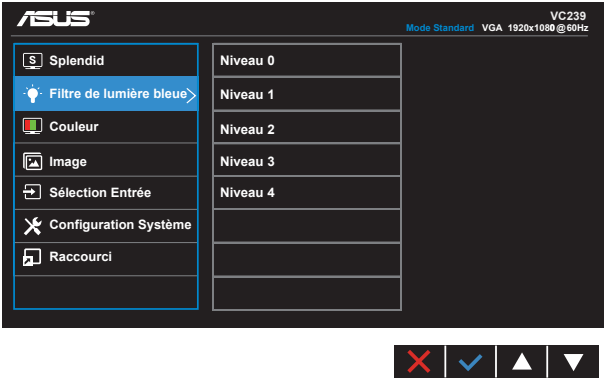 ASUS
VC239
Mode Standard VGA 1920x1080@60Hz
S Splendid
Filtre de lumière bleue
Couleur
Image
Sélection Entrée
Configuration Système
Raccourci
Niveau 0
Niveau 1
Niveau 2
Niveau 3
Niveau 4